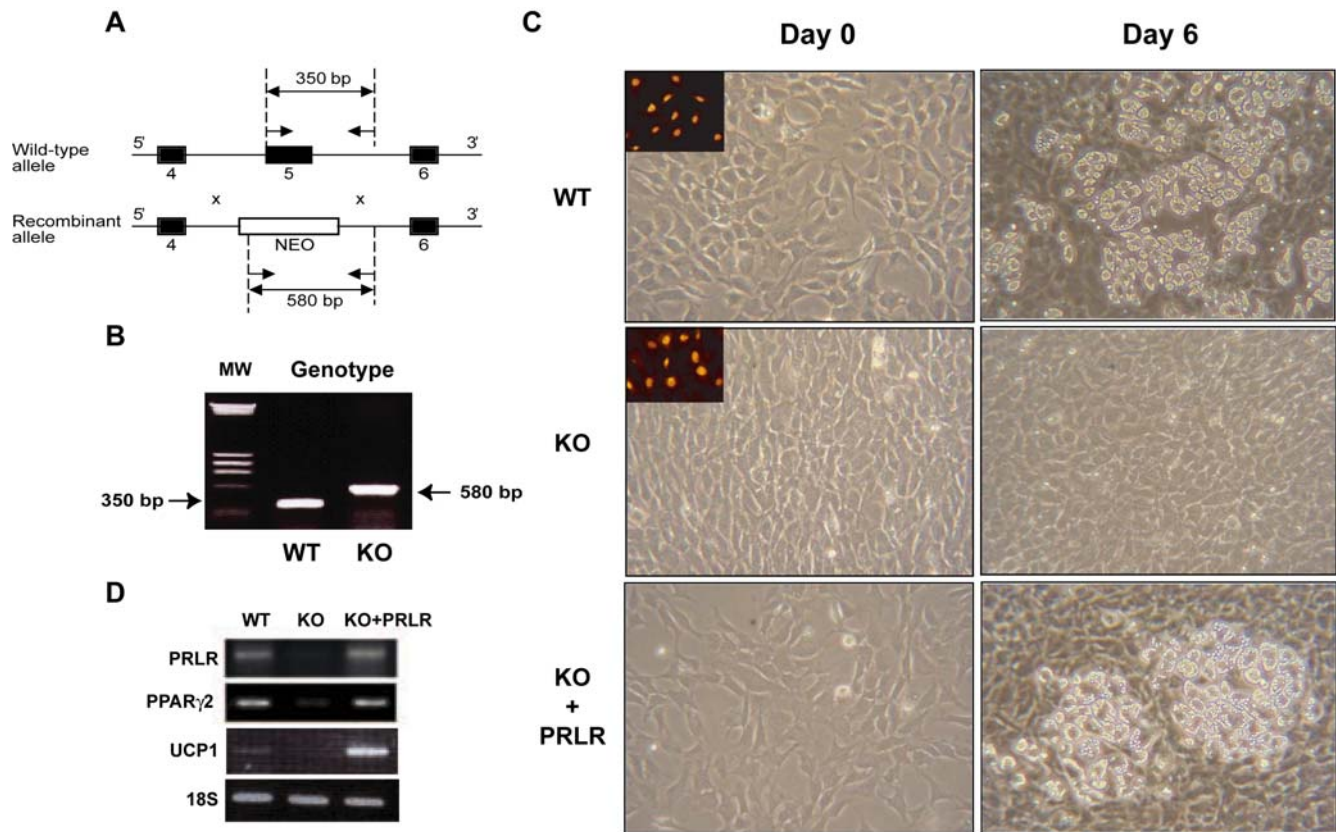 A
350 bp
5'
3'
Wild-type
allele
4
5
6
x
x
5'
3'
Recombinant
allele
4
NEO
6
580 bp
B
MW
Genotype
350 bp
580 bp
WT
KO
D
WT
KO
KO+PRLR
PRLR
PPARγ2
UCP1
18S
C
Day 0
Day 6
WT
KO
KO
+
PRLR